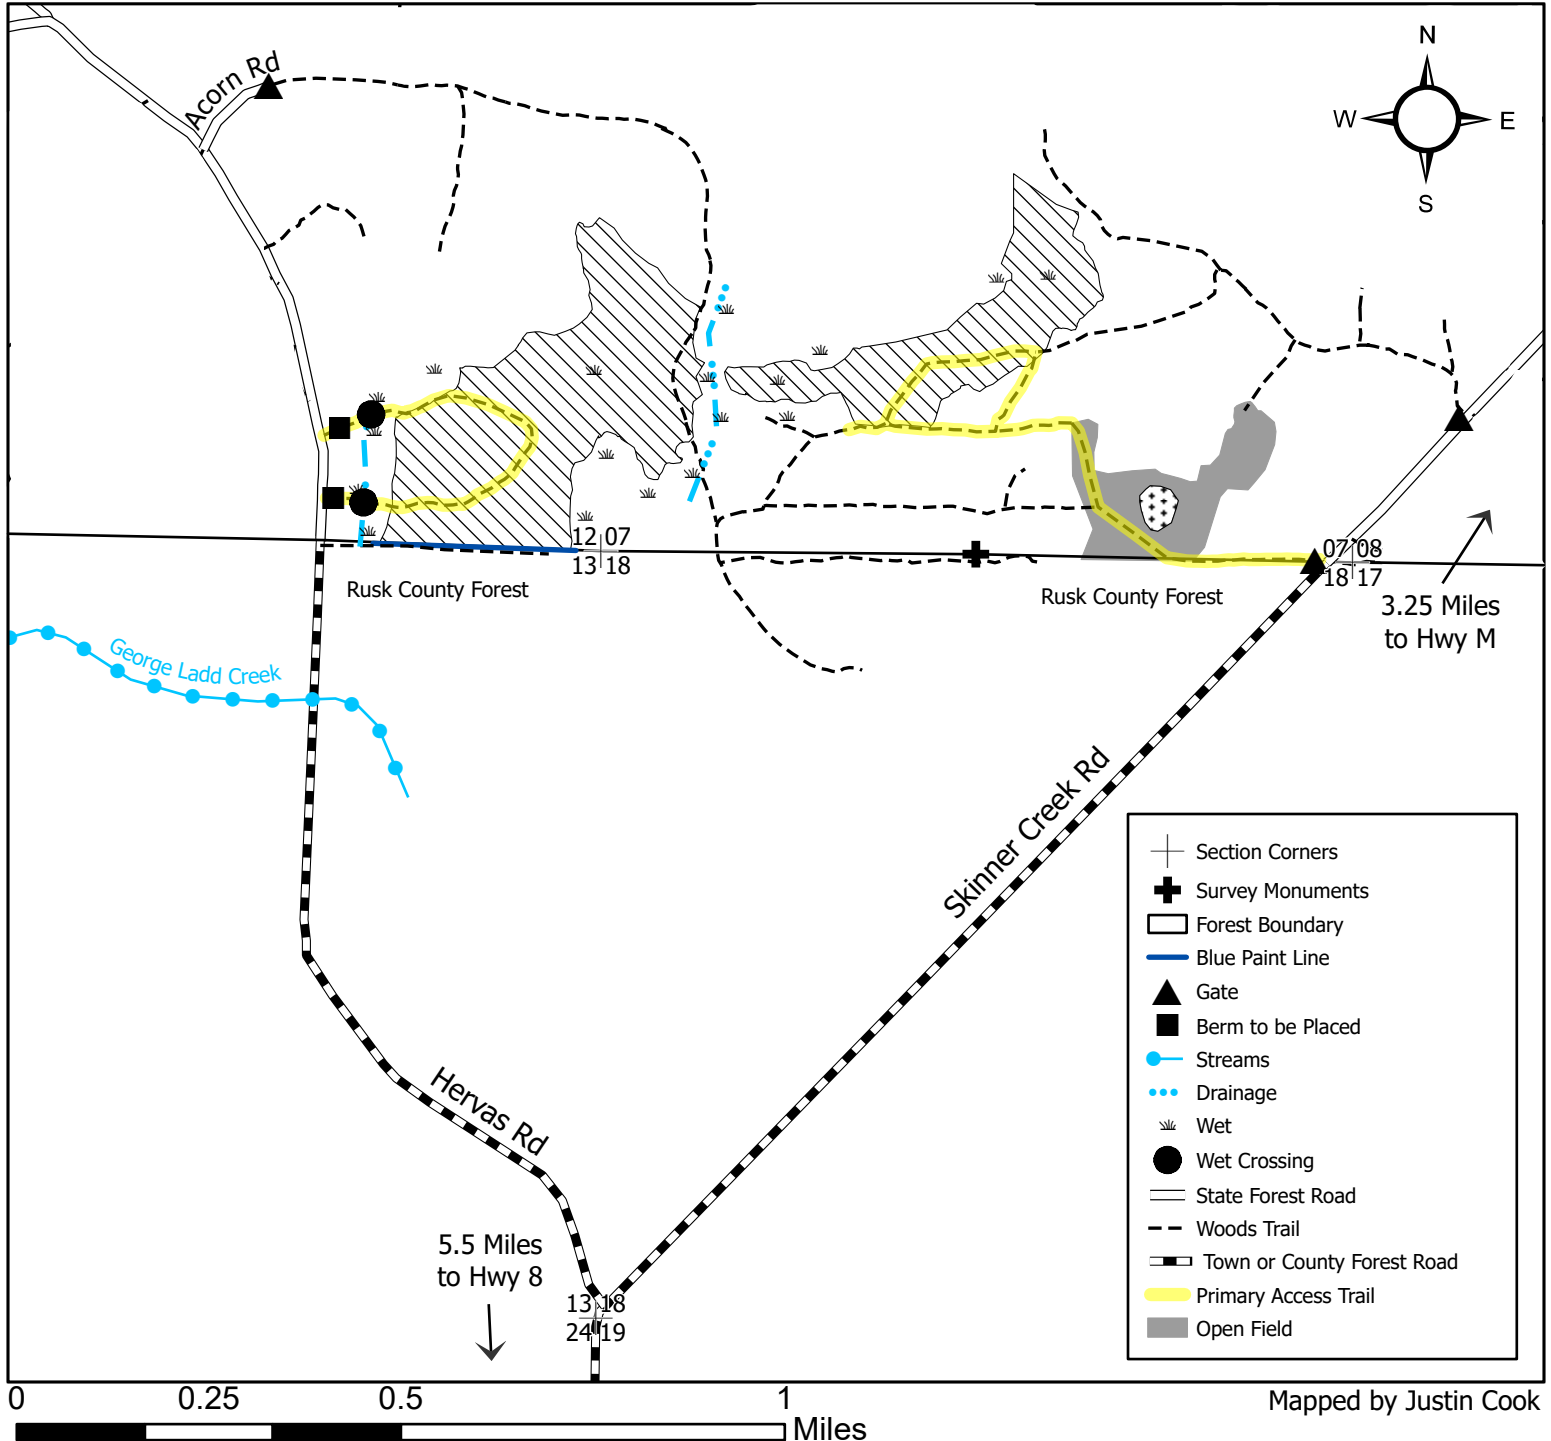 N
W
E
S
Acorn Rd
12 07
13 18
Rusk County Forest
Rusk County Forest
07 08
18 17
3.25 Miles
to Hwy M
George Ladd Creek
Skinner Creek Rd
Hervas Rd
5.5 Miles
to Hwy 8
13 18
24 19
Section Corners
Survey Monuments
Forest Boundary
Blue Paint Line
Gate
Berm to be Placed
Streams
Drainage
Wet
Wet Crossing
State Forest Road
Woods Trail
Town or County Forest Road
Primary Access Trail
Open Field
0 0.25 0.5 1
Miles
Mapped by Justin Cook